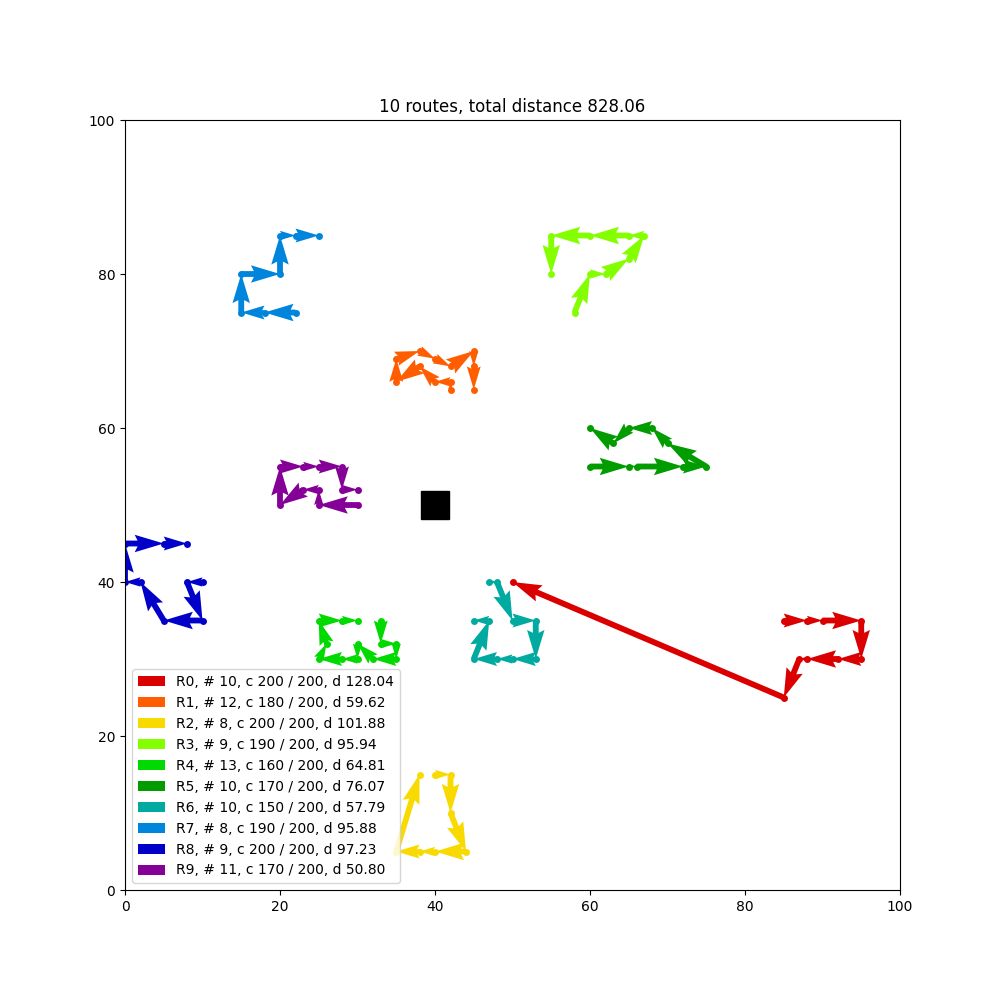 10 routes, total distance 828.06
100
80
60
40
20
0
R0, # 10, c 200 / 200, d 128.04
R1, # 12, c 180 / 200, d 59.62
R2, # 8, c 200 / 200, d 101.88
R3, # 9, c 190 / 200, d 95.94
R4, # 13, c 160 / 200, d 64.81
R5, # 10, c 170 / 200, d 76.07
R6, # 10, c 150 / 200, d 57.79
R7, # 8, c 190 / 200, d 95.88
R8, # 9, c 200 / 200, d 97.23
R9, # 11, c 170 / 200, d 50.80
0 20 40 60 80 100